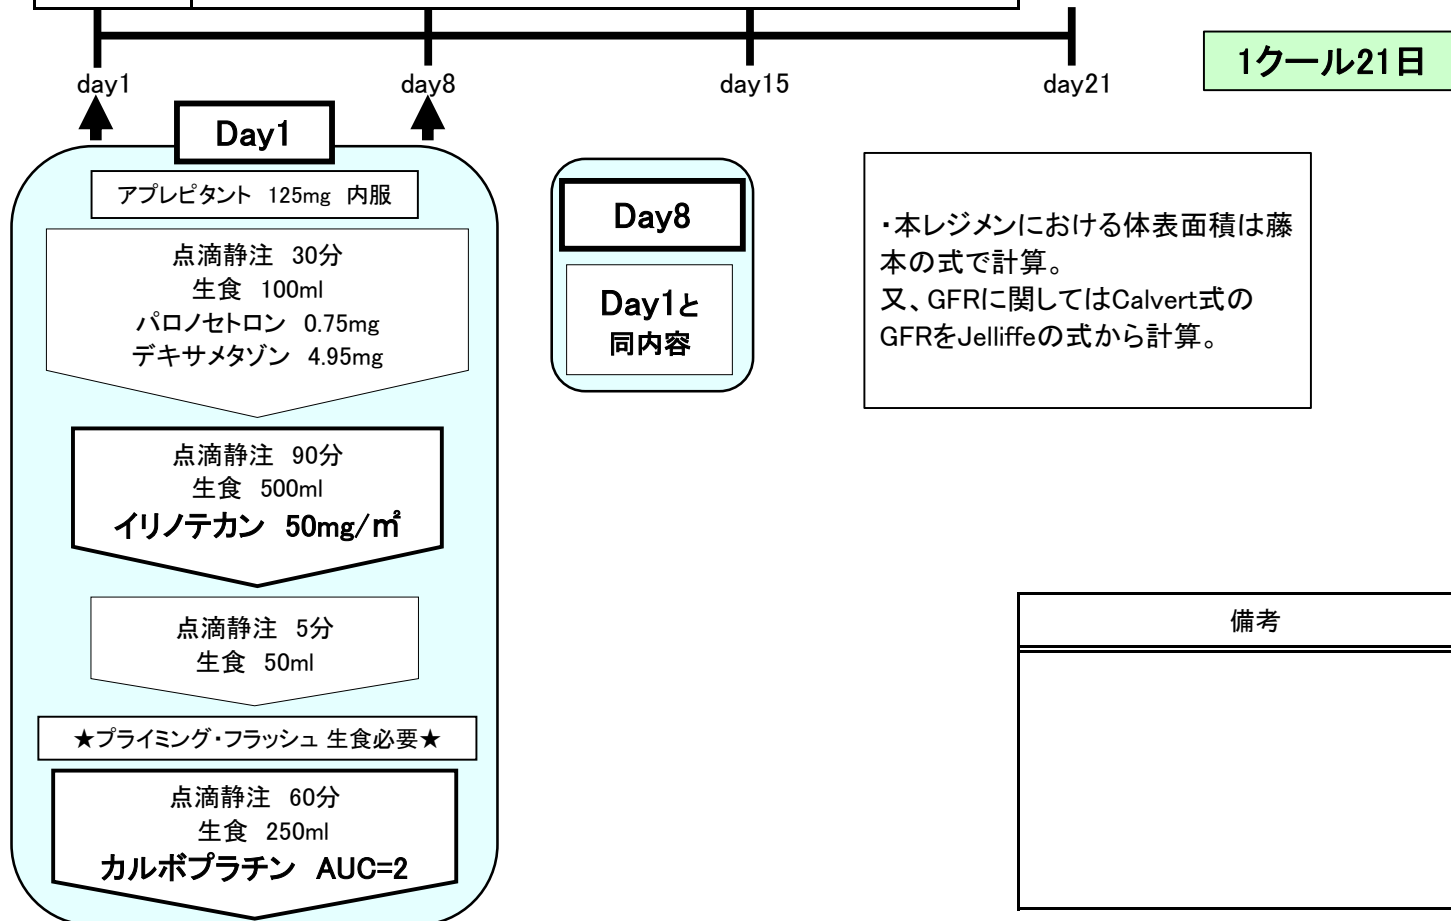 day1
day8
day15
day21
1クール21日
Day1
アプレピタント 125mg 内服
点滴静注 30分
生食 100ml
パロノセトロン 0.75mg
デキサメタゾン 4.95mg
点滴静注 90分
生食 500ml
イリノテカン 50mg/㎡
点滴静注 5分
生食 50ml
★プライミング・フラッシュ 生食必要★
点滴静注 60分
生食 250ml
カルボプラチン AUC=2
Day8
Day1と
同内容
・本レジメンにおける体表面積は藤
本の式で計算。
又、GFRに関してはCalvert式の
GFRをJelliffeの式から計算。
備考